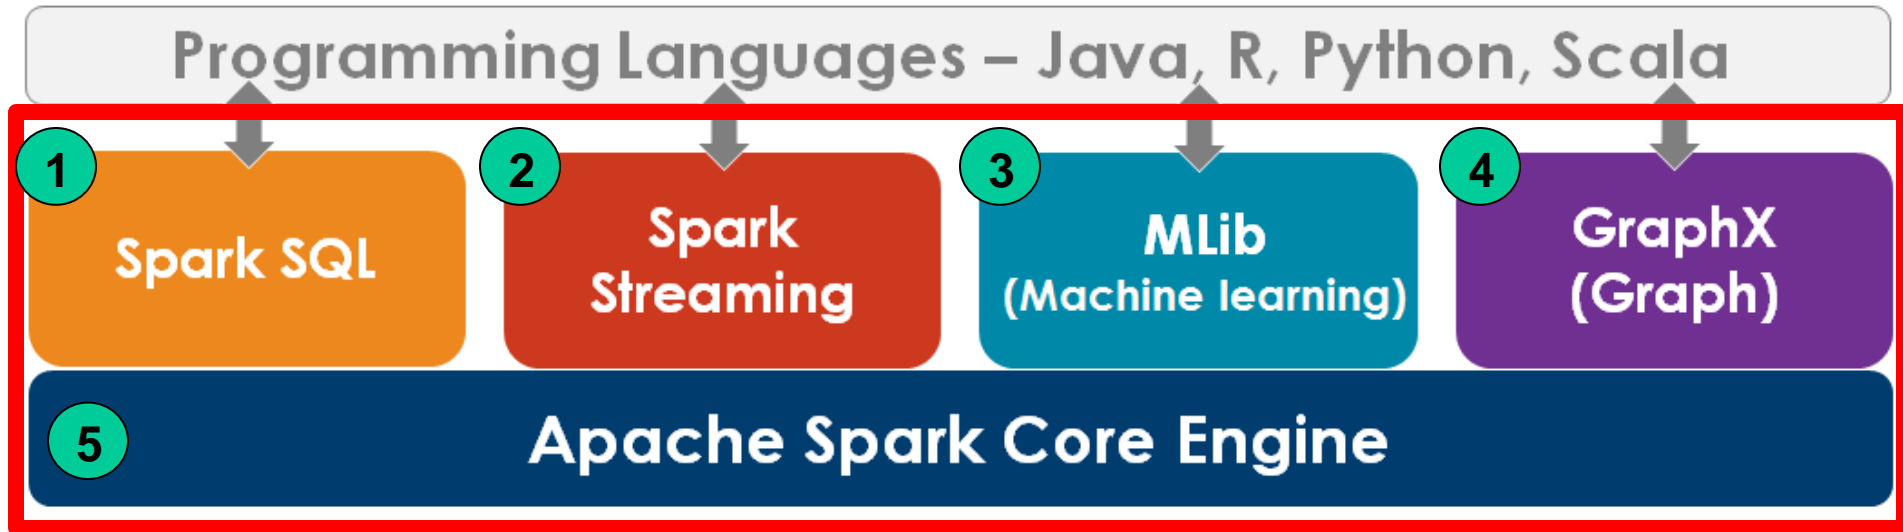 Programming Languages – Java, R, Python, Scala
1
Spark SQL
2
Spark
Streaming
3
MLib
(Machine learning)
4
GraphX
(Graph)
5
Apache Spark Core Engine